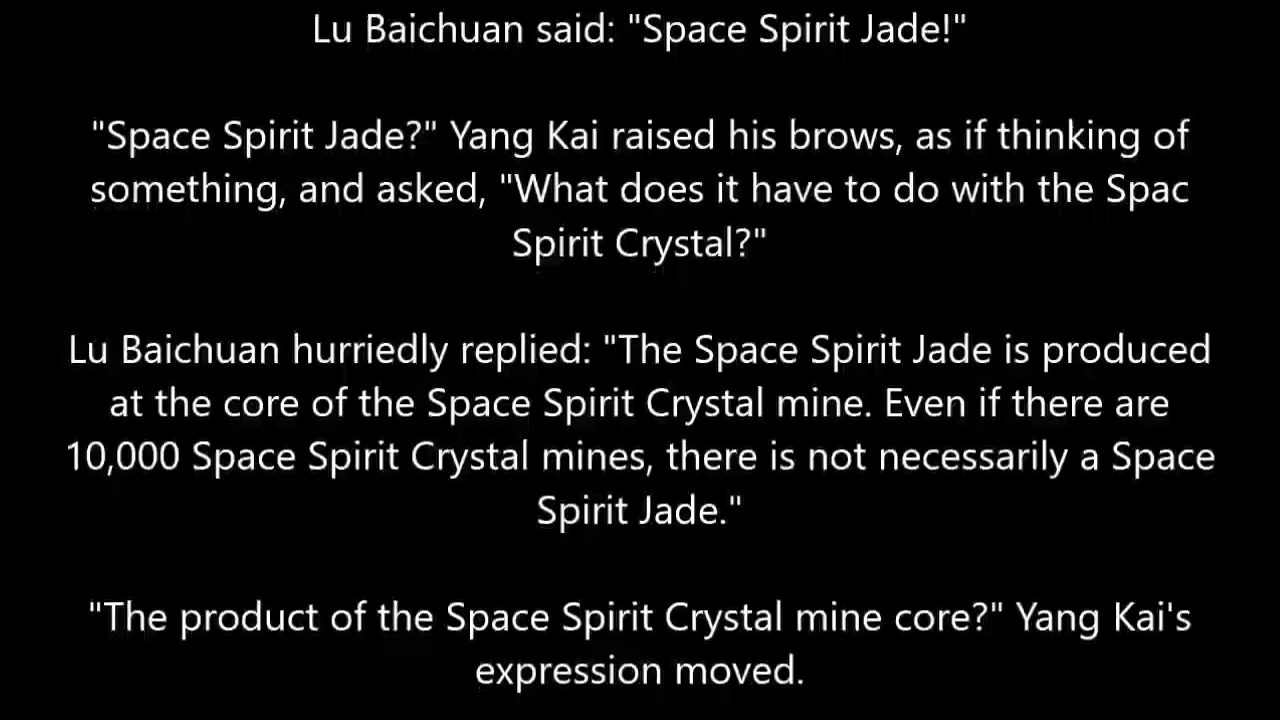 Lu Baichuan said: "Space Spirit Jade!"
"Space Spirit Jade?" Yang Kai raised his brows, as if thinking of
something, and asked, "What does it have to do with the Spac
Spirit Crystal?"
Lu Baichuan hurriedly replied: "The Space Spirit Jade is produced
at the core of the Space Spirit Crystal mine. Even if there are
10,000 Space Spirit Crystal mines, there is not necessarily a Space
Spirit Jade."
"The product of the Space Spirit Crystal mine core?" Yang Kai's
expression moved.